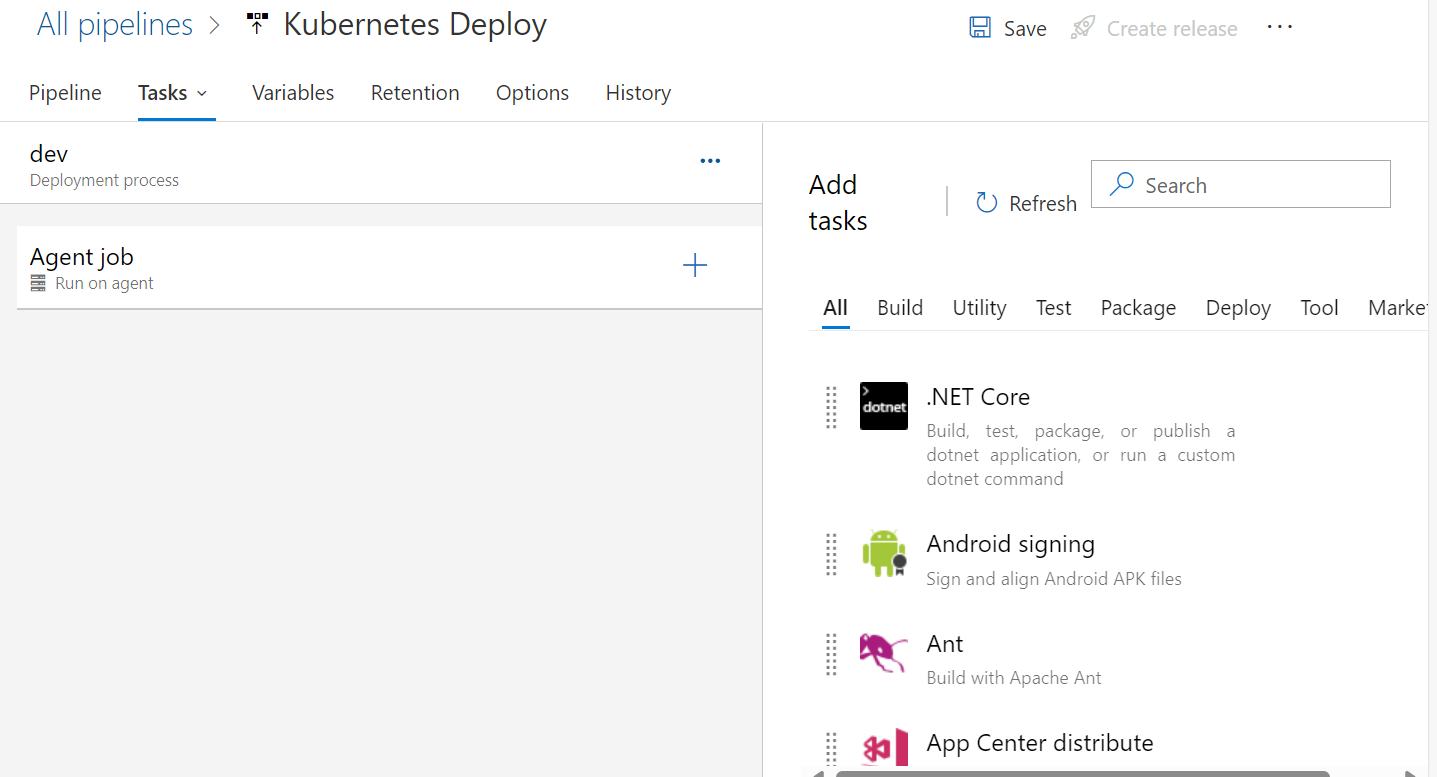 All pipelines > Kubernetes Deploy
Save
Create release
...
Pipeline
Tasks
Variables
Retention
Options
History
dev
Deployment process
...
Agent job
Run on agent
Add
tasks
Refresh
Search
All
Build
Utility
Test
Package
Deploy
Tool
Market
> dotnet
.NET Core
Build, test, package, or publish a
dotnet application, or run a custom
dotnet command
Android signing
Sign and align Android APK files
Ant
Build with Apache Ant
App Center distribute